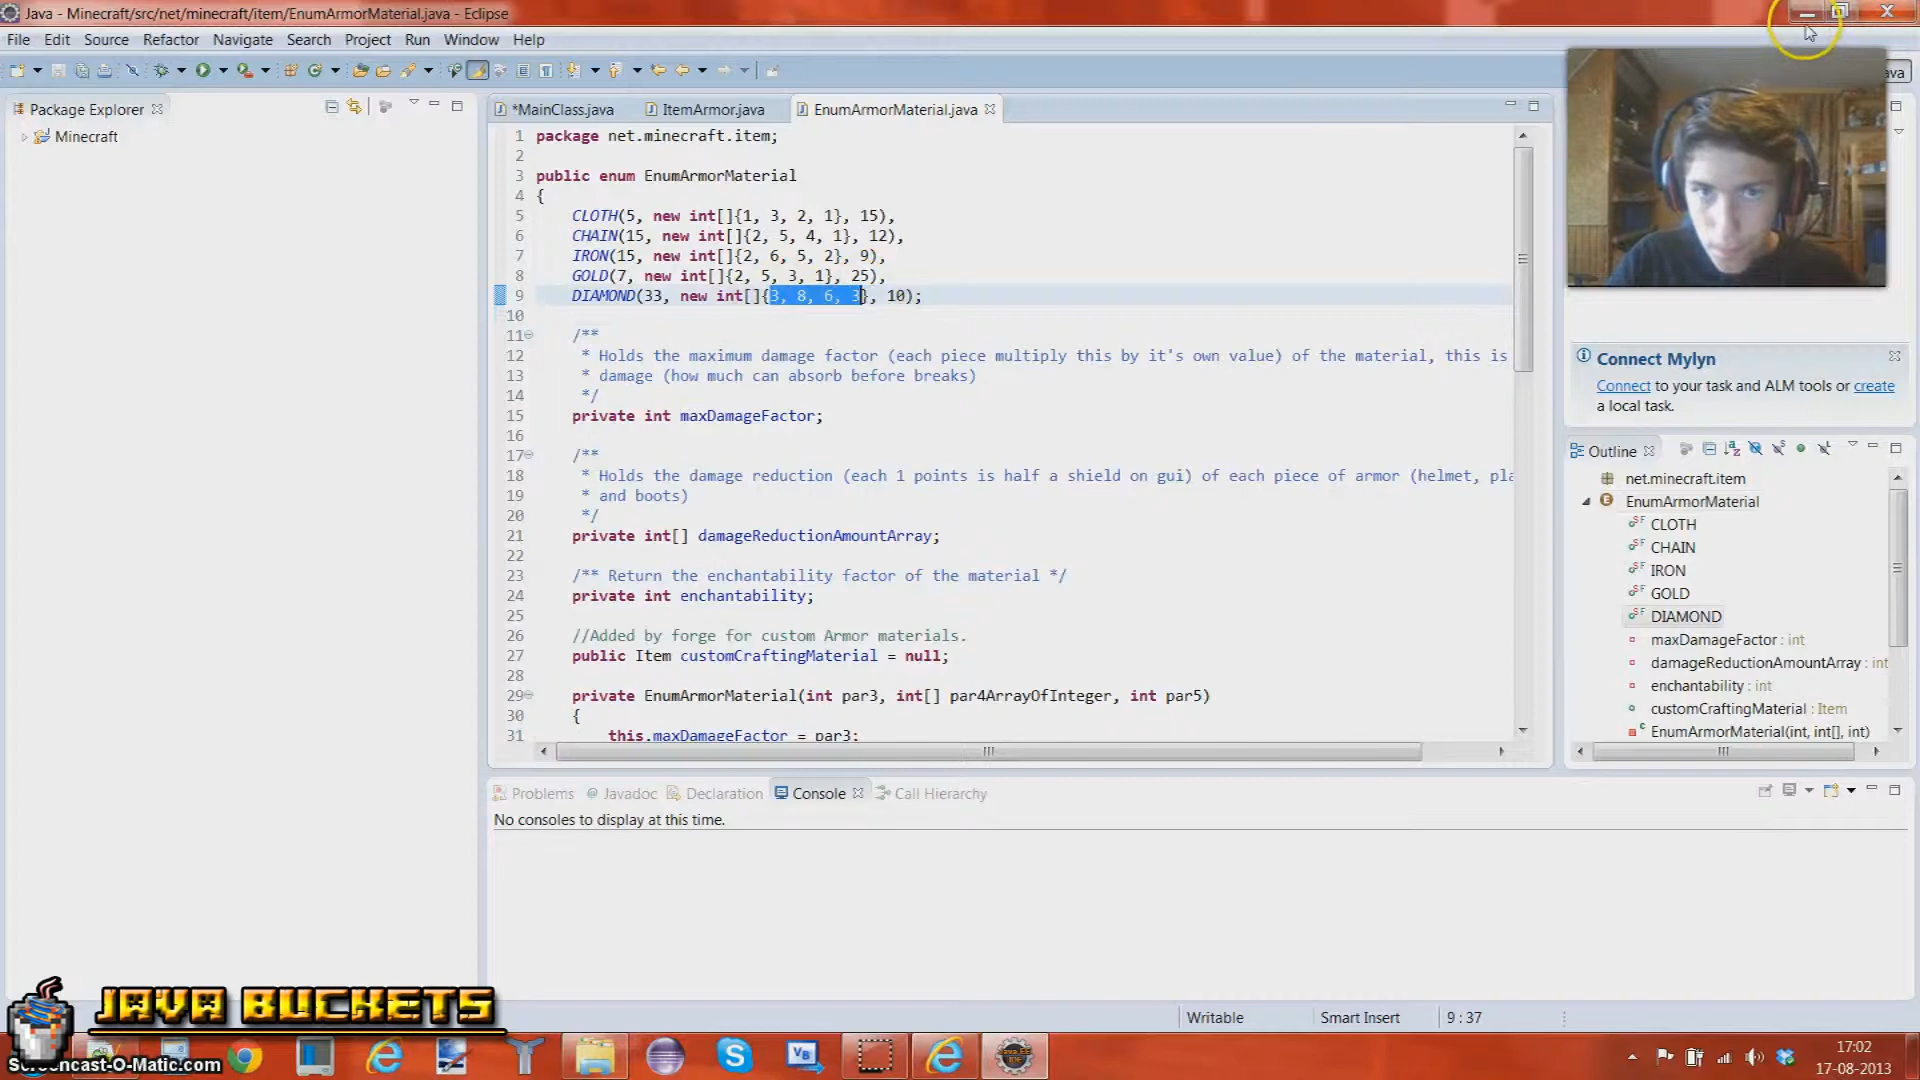 Java - Minecraft/src/net/minecraft/item/EnumArmorMaterial.java - Eclipse
File Edit Source Refactor Navigate Search Project Run Window Help
Package Explorer
Minecraft
*MainClass.java ItemArmor.java EnumArmorMaterial.java
1 package net.minecraft.item;
2
3 public enum EnumArmorMaterial
4 {
5 CLOTH(5, new int[]{1, 3, 2, 1}, 15),
6 CHAIN(15, new int[]{2, 5, 4, 1}, 12),
7 IRON(15, new int[]{2, 6, 5, 2}, 9),
8 GOLD(7, new int[]{2, 5, 3, 1}, 25),
9 DIAMOND(33, new int[]{3, 8, 6, 3}, 10);
10
11 /**
12 * Holds the maximum damage factor (each piece multiply this by it's own value) of the material, this is
13 * damage (how much can absorb before breaks)
14 */
15 private int maxDamageFactor;
16
17 /**
18 * Holds the damage reduction (each 1 points is half a shield on gui) of each piece of armor (helmet, pl
19 * and boots)
20 */
21 private int[] damageReductionAmountArray;
22
23 /** Return the enchantability factor of the material */
24 private int enchantability;
25
26 //Added by forge for custom Armor materials.
27 public Item customCraftingMaterial = null;
28
29 private EnumArmorMaterial(int par3, int[] par4ArrayOfInteger, int par5)
30 {
31 this.maxDamageFactor = par3;
ava
Connect Mylyn
Connect to your task and ALM tools or create
a local task.
Outline
net.minecraft.item
EnumArmorMaterial
CLOTH
CHAIN
IRON
GOLD
DIAMOND
maxDamageFactor : int
damageReductionAmountArray : int
enchantability : int
customCraftingMaterial : Item
EnumArmorMaterial(int, int[], int)
Problems Javadoc Declaration Console Call Hierarchy
No consoles to display at this time.
JAVA BUCKETS
Writable Smart Insert 9 : 37
Screencast-O-Matic.com
17:02
17-08-2013